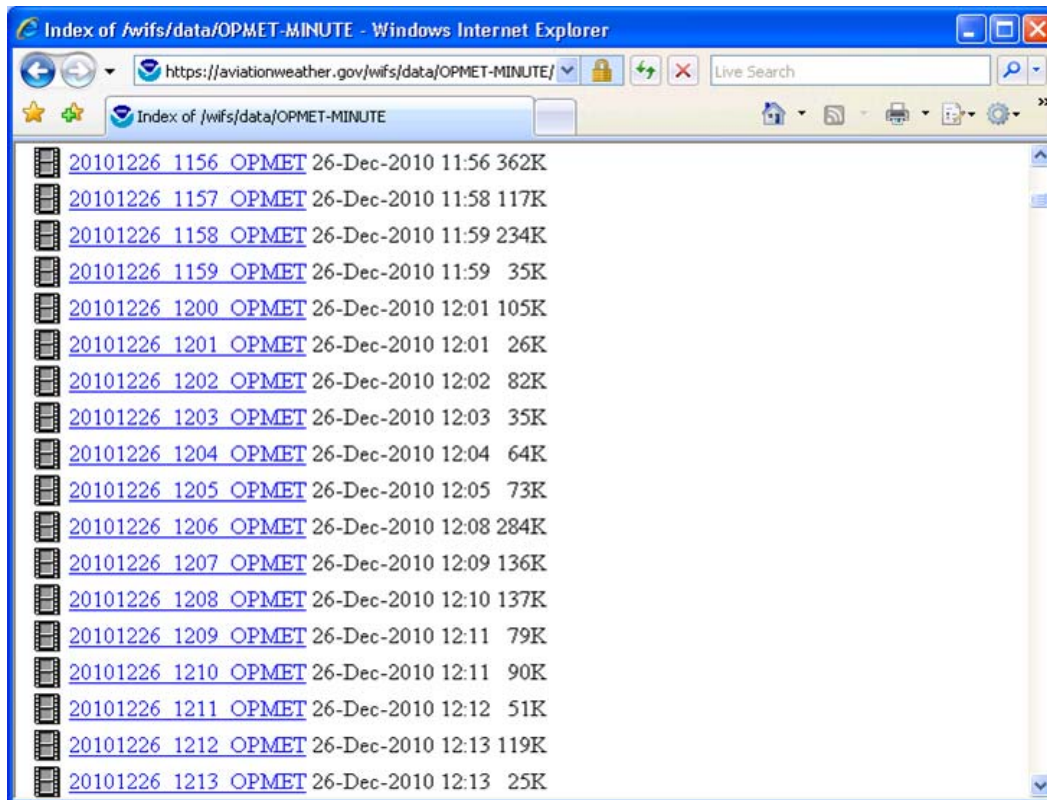 Index of /wifs/data/OPMET-MINUTE - Windows Internet Explorer
https://aviationweather.gov/wifs/data/OPMET-MINUTE/
Live Search
Index of /wifs/data/OPMET-MINUTE
20101226_1156_OPMET 26-Dec-2010 11:56 362K
20101226_1157_OPMET 26-Dec-2010 11:58 117K
20101226_1158_OPMET 26-Dec-2010 11:59 234K
20101226_1159_OPMET 26-Dec-2010 11:59 35K
20101226_1200_OPMET 26-Dec-2010 12:01 105K
20101226_1201_OPMET 26-Dec-2010 12:01 26K
20101226_1202_OPMET 26-Dec-2010 12:02 82K
20101226_1203_OPMET 26-Dec-2010 12:03 35K
20101226_1204_OPMET 26-Dec-2010 12:04 64K
20101226_1205_OPMET 26-Dec-2010 12:05 73K
20101226_1206_OPMET 26-Dec-2010 12:08 284K
20101226_1207_OPMET 26-Dec-2010 12:09 136K
20101226_1208_OPMET 26-Dec-2010 12:10 137K
20101226_1209_OPMET 26-Dec-2010 12:11 79K
20101226_1210_OPMET 26-Dec-2010 12:11 90K
20101226_1211_OPMET 26-Dec-2010 12:12 51K
20101226_1212_OPMET 26-Dec-2010 12:13 119K
20101226_1213_OPMET 26-Dec-2010 12:13 25K